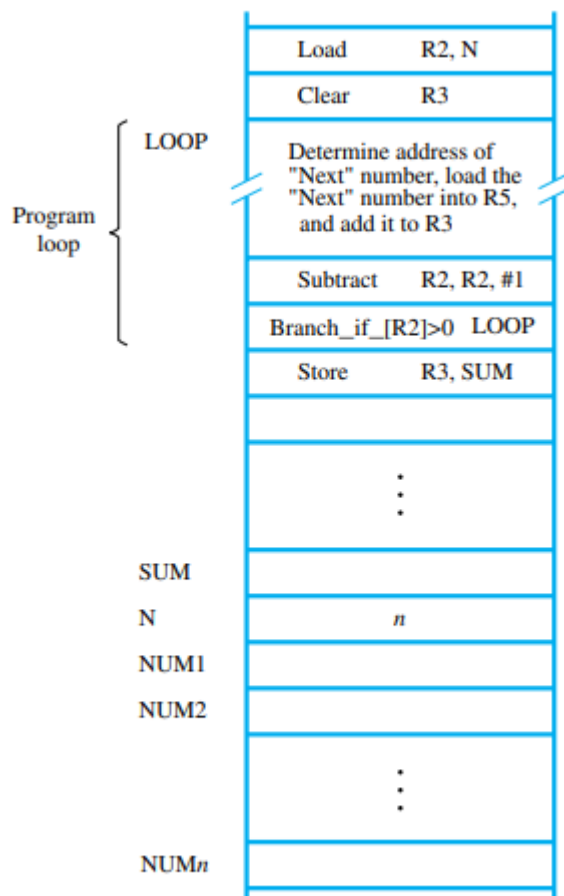 Load R2, N
Clear R3
LOOP
Determine address of
"Next" number, load the
"Next" number into R5,
and add it to R3
Program
loop
Subtract R2, R2, #1
Branch_if_[R2]>0 LOOP
Store R3, SUM
SUM
N n
NUM1
NUM2
NUMn